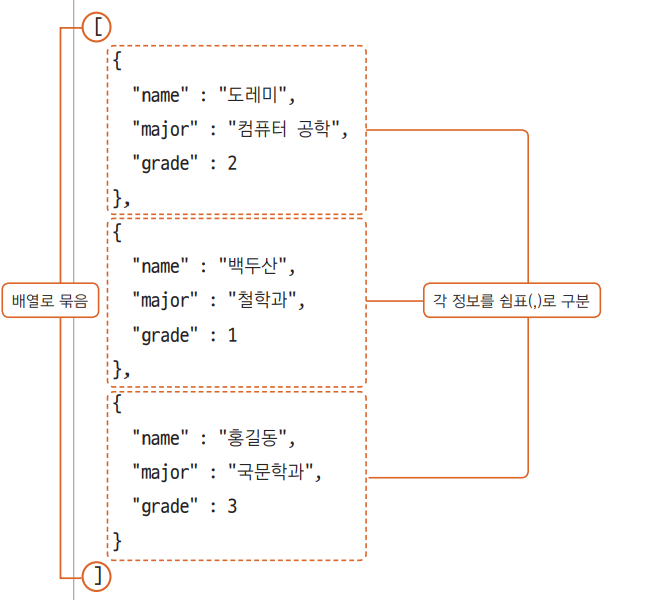 [
{
"name" : "도레미",
"major" : "컴퓨터 공학",
"grade" : 2
},
{
"name" : "백두산",
배열로 묶음
"major" : "철학과",
각 정보를 쉼표(,)로 구분
"grade" : 1
},
{
"name" : "홍길동",
"major" : "국문학과",
"grade" : 3
}
]